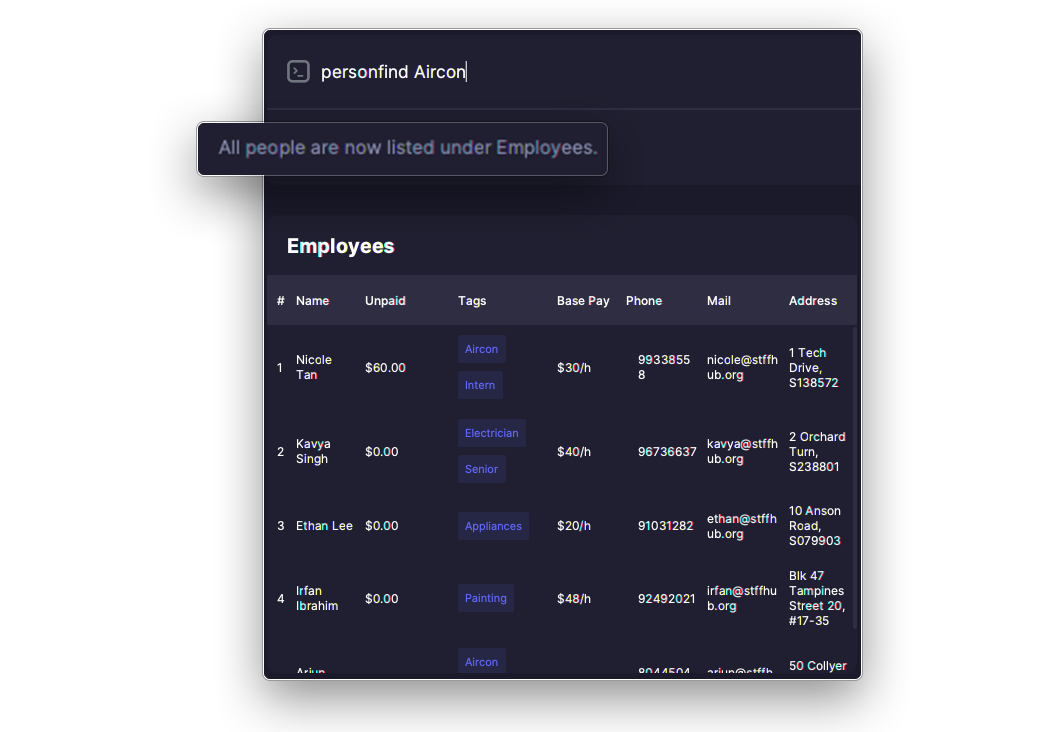 personfind Aircon
All people are now listed under Employees.
Employees
# Name Unpaid Tags Base Pay Phone Mail Address
1 Nicole Tan $60.00 Aircon Intern $30/h 99338558 nicole@stffhub.org 1 Tech Drive, S138572
2 Kavya Singh $0.00 Electrician Senior $40/h 96736637 kavya@stffhub.org 2 Orchard Turn, S238801
3 Ethan Lee $0.00 Appliances $20/h 91031282 ethan@stffhub.org 10 Anson Road, S079903
4 Irfan Ibrahim $0.00 Painting $48/h 92492021 irfan@stffhub.org Blk 47 Tampines Street 20, #17-35
Arjun Aircon 8044504 arjun@stffh 50 Collyer